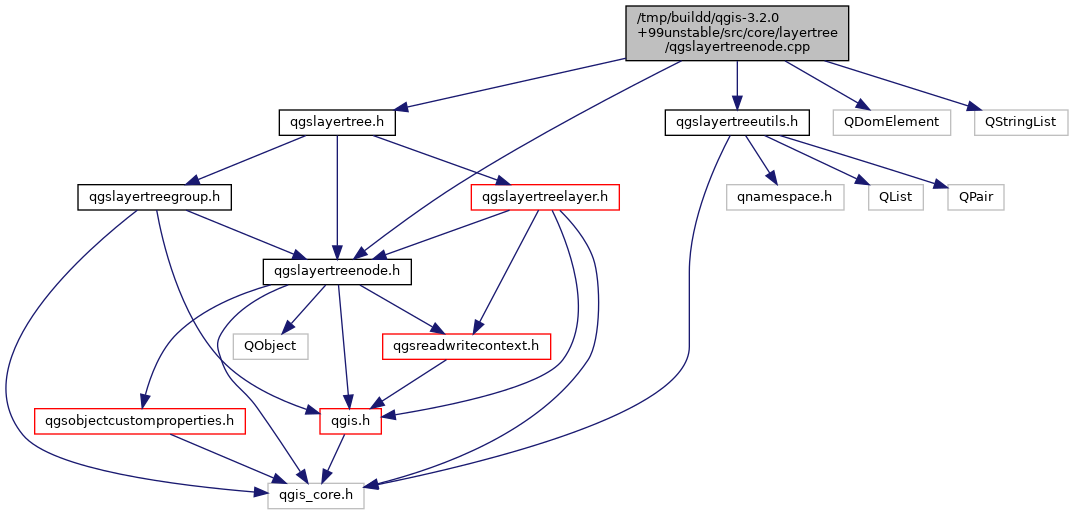 /tmp/buildd/qgis-3.2.0
+99unstable/src/core/layertree
/qgslayertreenode.cpp
qgslayertree.h
qgslayertreeutils.h
QDomElement
QStringList
qgslayertreegroup.h
qgslayertreelayer.h
qnamespace.h
QList
QPair
qgslayertreenode.h
QObject
qgsreadwritecontext.h
qgsobjectcustomproperties.h
qgis.h
qgis_core.h